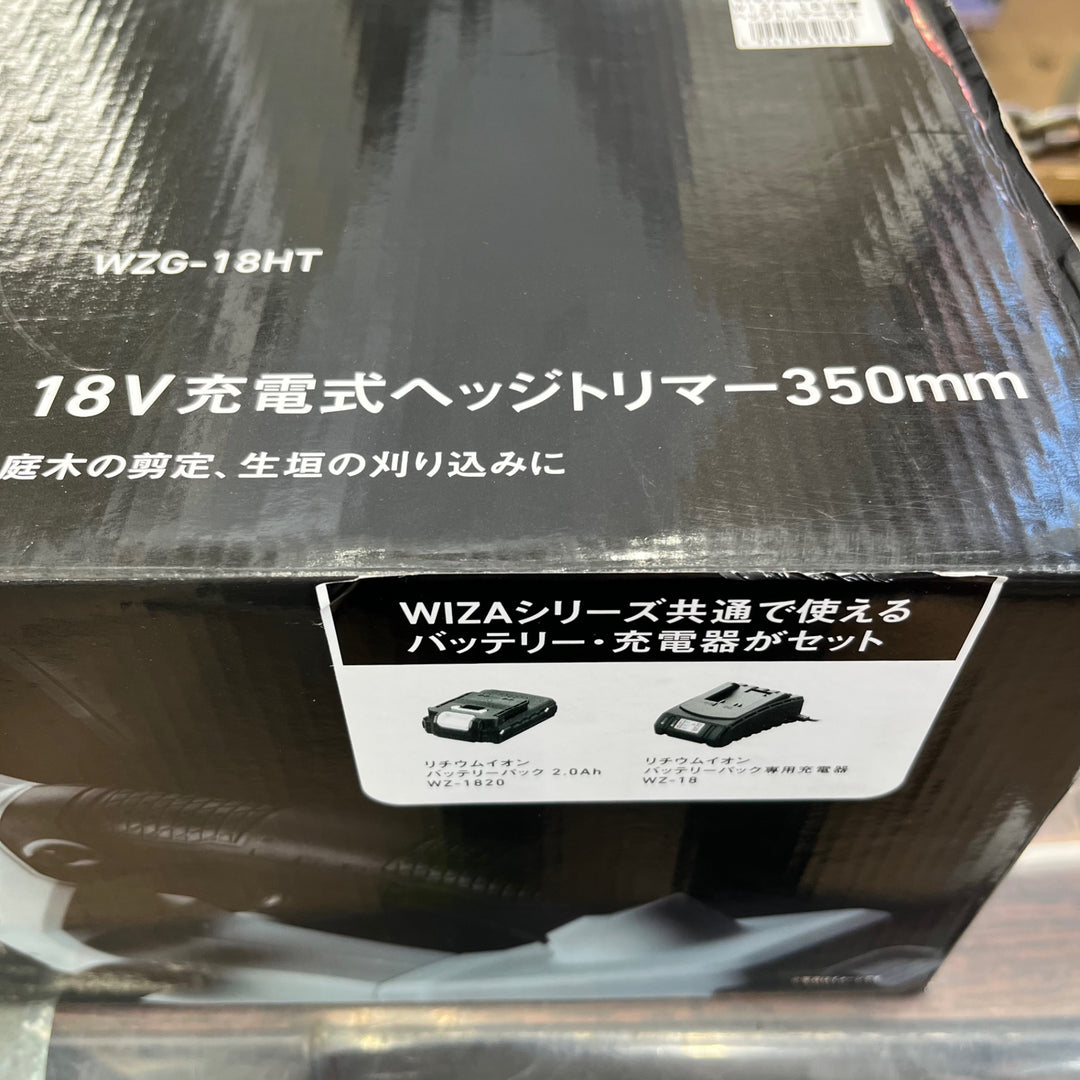 WZG-18HT
18V充電式ヘッジトリマー350mm
庭木の剪定、生垣の刈り込みに
WIZAシリーズ共通で使える
バッテリー・充電器がセット
リチウムイオン
バッテリーパック 2.0Ah
WZ-1820
リチウムイオン
バッテリーパック専用充電器
WZ-18